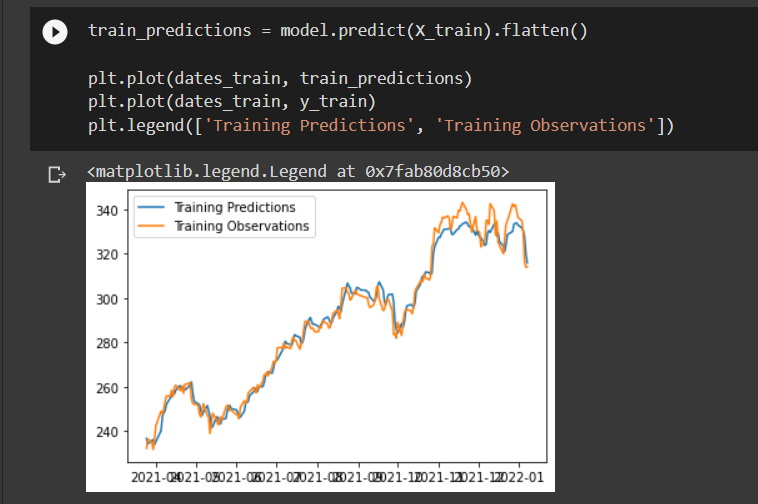 train_predictions = model.predict(X_train).flatten()
plt.plot(dates_train, train_predictions)
plt.plot(dates_train, y_train)
plt.legend(['Training Predictions', 'Training Observations'])
<matplotlib.legend.Legend at 0x7fab80d8cb50>
Training Predictions
Training Observations
340
320
300
280
260
240
2021-04 2021-05 2021-06 2021-07 2021-08 2021-09 2021-10 2021-11 2021-12 2022-01